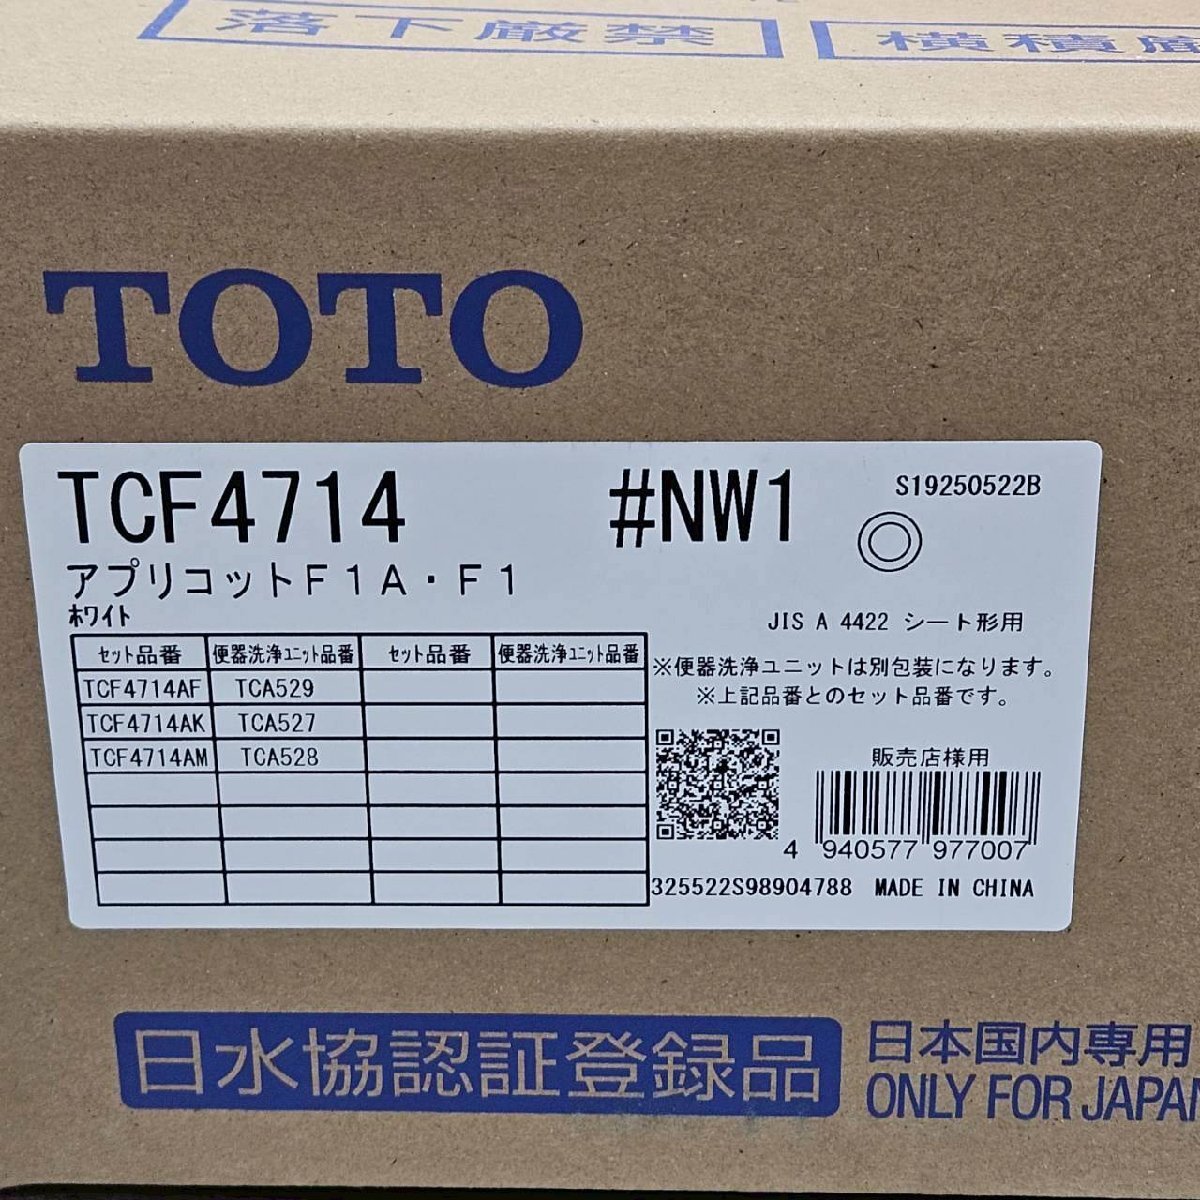 落下厳禁
横積厳
TOTO
TCF4714 #NW1 S19250522B
アプリコットF1A・F1
ホワイト
JIS A 4422 シート形用
セット品番 便器洗浄ユニット品番 セット品番 便器洗浄ユニット品番
TCF4714AF TCA529
TCF4714AK TCA527
TCF4714AM TCA528
※便器洗浄ユニットは別包装になります。
※上記品番とのセット品番です。
販売店様用
4 940577 977007
325522S98904788 MADE IN CHINA
日水協認証登録品
日本国内専用
ONLY FOR JAPAN